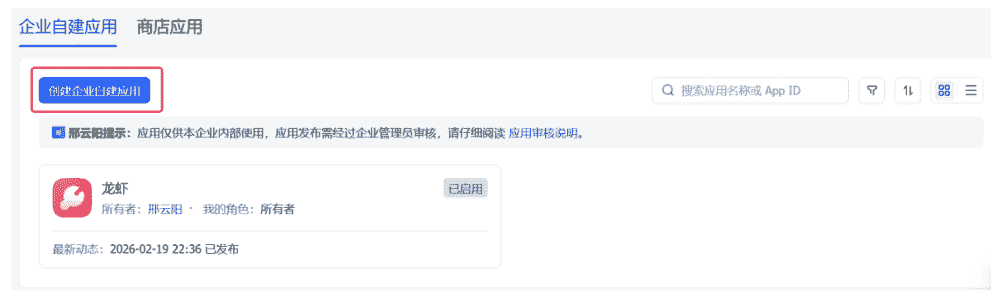 企业自建应用 商店应用
创建企业自建应用 搜索应用名称或 App ID
邢云阳提示：应用仅供本企业内部使用，应用发布需经过企业管理员审核，请仔细阅读 应用审核说明。
龙虾 已启用
所有者：邢云阳 · 我的角色：所有者
最新动态：2026-02-19 22:36 已发布